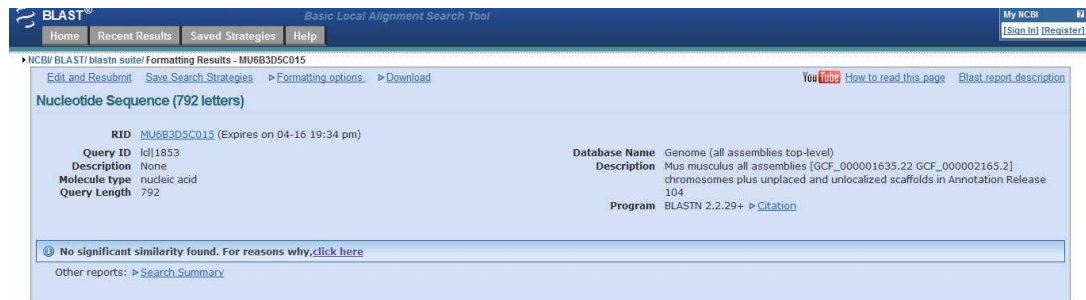 BLAST® Basic Local Alignment Search Tool My NCBI
Home Recent Results Saved Strategies Help [Sign In] [Register]
NCBI/ BLAST/ blastn suite/ Formatting Results - MU6B3D5C015
Edit and Resubmit Save Search Strategies Formatting options Download YouTube How to read this page Blast report description
Nucleotide Sequence (792 letters)
RID MU6B3D5C015 (Expires on 04-16 19:34 pm)
Query ID lcl|1853
Description None
Molecule type nucleic acid
Query Length 792
Database Name Genome (all assemblies top-level)
Description Mus musculus all assemblies [GCF_000001635.22 GCF_000002165.2]
chromosomes plus unplaced and unlocalized scaffolds in Annotation Release
104
Program BLASTN 2.2.29+ Citation
No significant similarity found. For reasons why,click here
Other reports: Search Summary